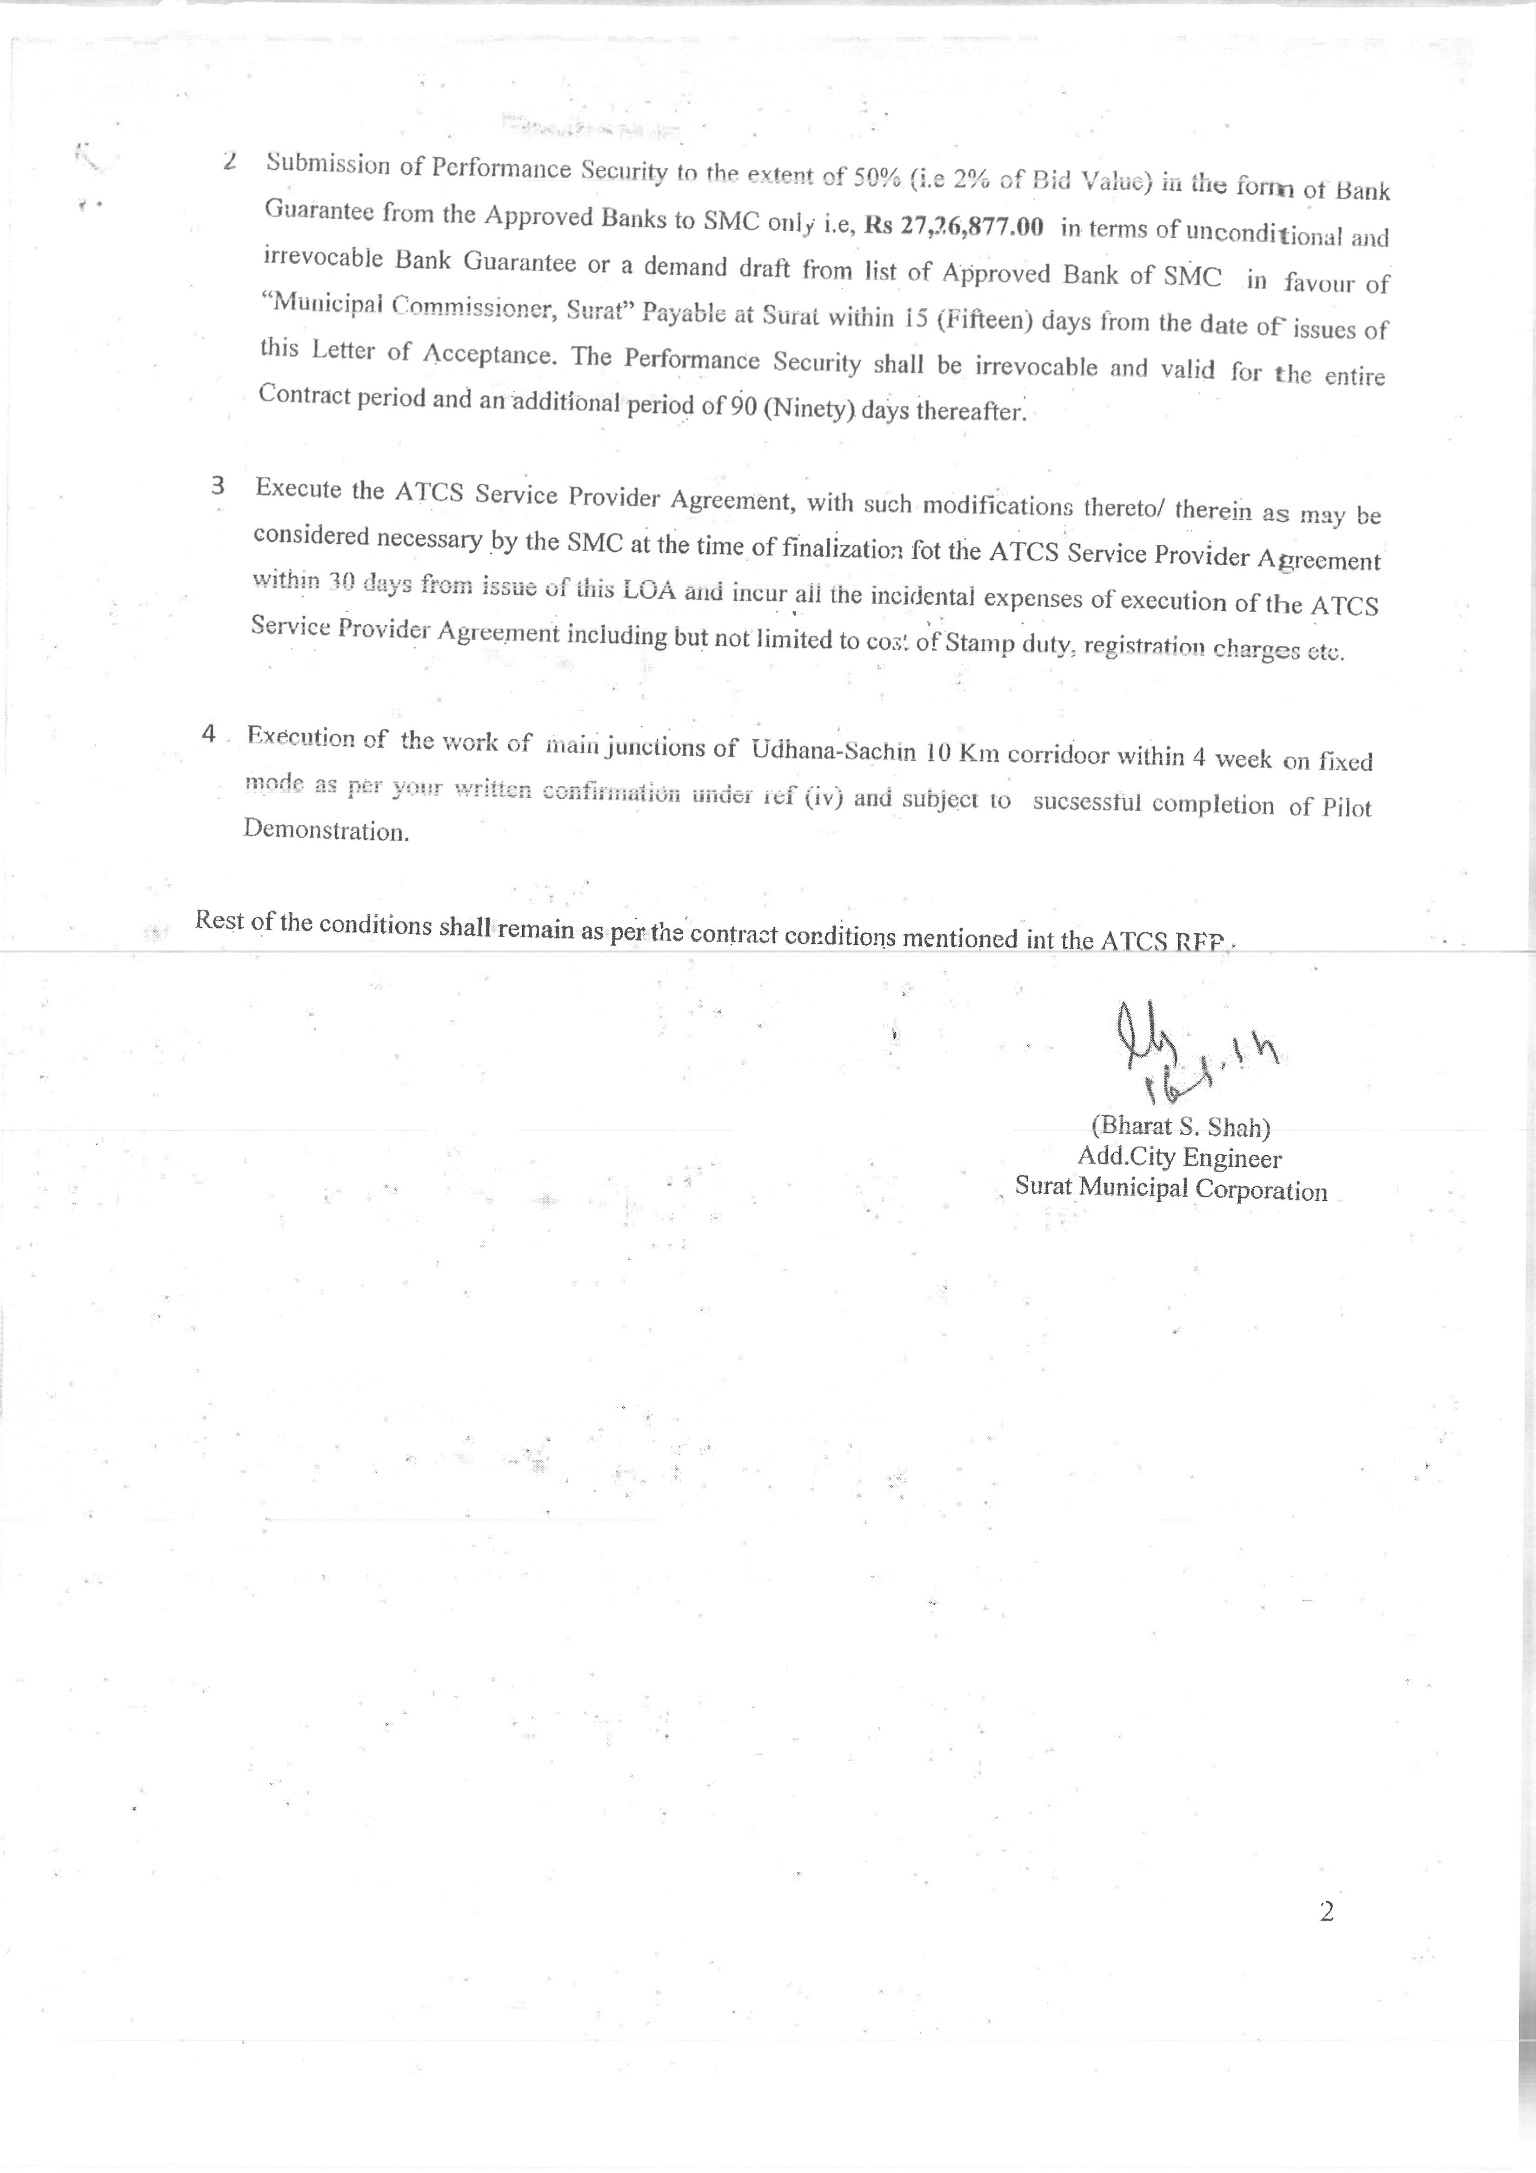 2 Submission of Performance Security to the extent of 50% (i.e 2% of Bid Value) in the form of Bank
Guarantee from the Approved Banks to SMC only i.e, Rs 27,26,877.00 in terms of unconditional and
irrevocable Bank Guarantee or a demand draft from list of Approved Bank of SMC in favour of
“Municipal Commissioner, Surat” Payable at Surat within 15 (Fifteen) days from the date of issues of
this Letter of Acceptance. The Performance Security shall be irrevocable and valid for the entire
Contract period and an additional period of 90 (Ninety) days thereafter.
3 Execute the ATCS Service Provider Agreement, with such modifications thereto/ therein as may be
considered necessary by the SMC at the time of finalization fot the ATCS Service Provider Agreement
within 30 days from issue of this LOA and incur all the incidental expenses of execution of the ATCS
Service Provider Agreement including but not limited to cost of Stamp duty, registration charges etc.
4 Execution of the work of main junctions of Udhana-Sachin 10 Km corridoor within 4 week on fixed
mode as per your written confirmation under ref (iv) and subject to sucsessful completion of Pilot
Demonstration.
Rest of the conditions shall remain as per the contract conditions mentioned int the ATCS RFP.
(Bharat S. Shah)
Add.City Engineer
Surat Municipal Corporation
2